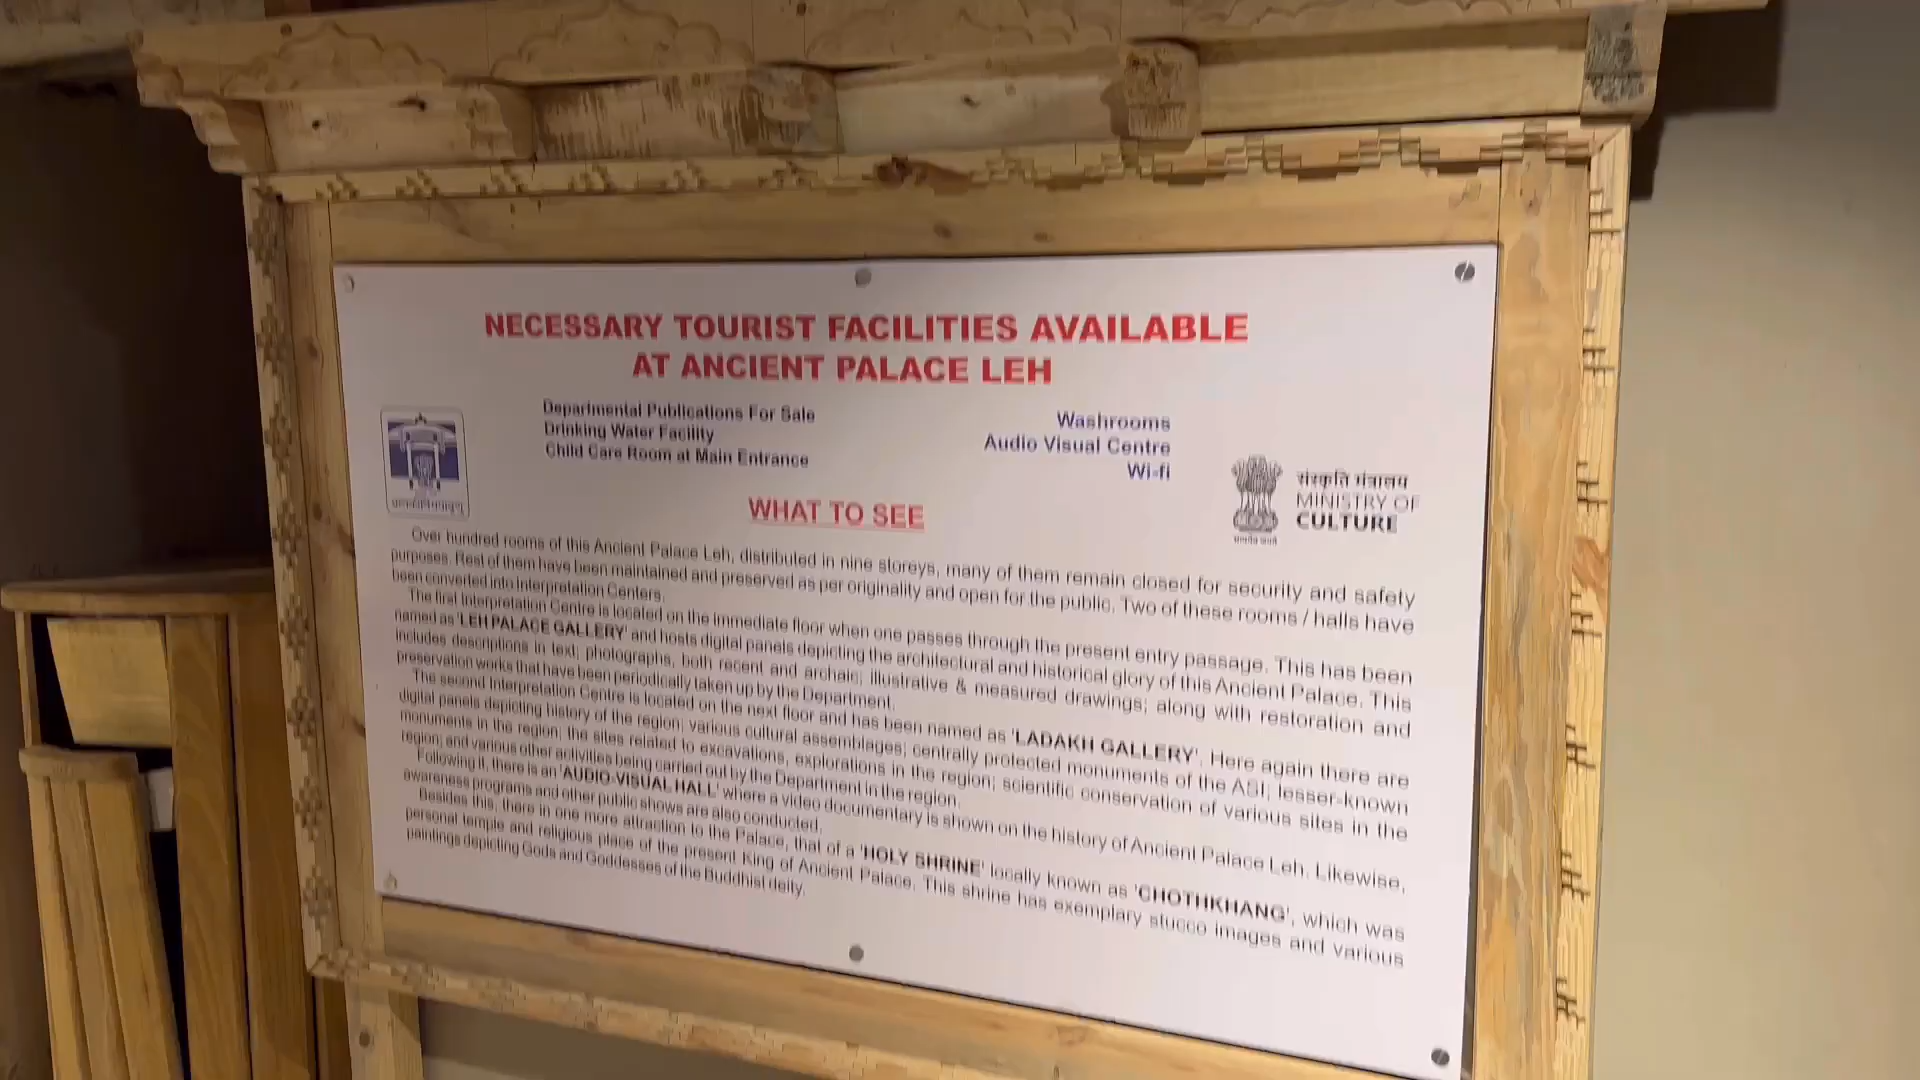 NECESSARY TOURIST FACILITIES AVAILABLE
AT ANCIENT PALACE LEH
Departmental Publications For Sale
Drinking Water Facility
Child Care Room at Main Entrance
Washrooms
Audio Visual Centre
Wi-fi
संस्कृति मंत्रालय
MINISTRY OF
CULTURE
WHAT TO SEE
Over hundred rooms of this Ancient Palace Leh, distributed in nine storeys, many of them remain closed for security and safety
purposes. Rest of them have been maintained and preserved as per originality and open for the public. Two of these rooms / halls have
been converted into Interpretation Centers.
The first Interpretation Centre is located on the immediate floor when one passes through the present entry passage. This has been
named as 'LEH PALACE GALLERY' and hosts digital panels depicting the architectural and historical glory of this Ancient Palace. This
includes descriptions in text; photographs, both recent and archaic; illustrative & measured drawings; along with restoration and
preservation works that have been periodically taken up by the Department.
The second Interpretation Centre is located on the next floor and has been named as 'LADAKH GALLERY'. Here again there are
digital panels depicting history of the region; various cultural assemblages; centrally protected monuments of the ASI; lesser-known
monuments in the region; the sites related to excavations, explorations in the region; scientific conservation of various sites in the
region; and various other activities being carried out by the Department in the region.
Following it, there is an 'AUDIO-VISUAL HALL' where a video documentary is shown on the history of Ancient Palace Leh. Likewise,
awareness programs and other public shows are also conducted.
Besides this, there in one more attraction to the Palace, that of a 'HOLY SHRINE' locally known as 'CHOTHKHANG', which was
personal temple and religious place of the present King of Ancient Palace. This shrine has exemplary stucco images and various
paintings depicting Gods and Goddesses of the Buddhist deity.